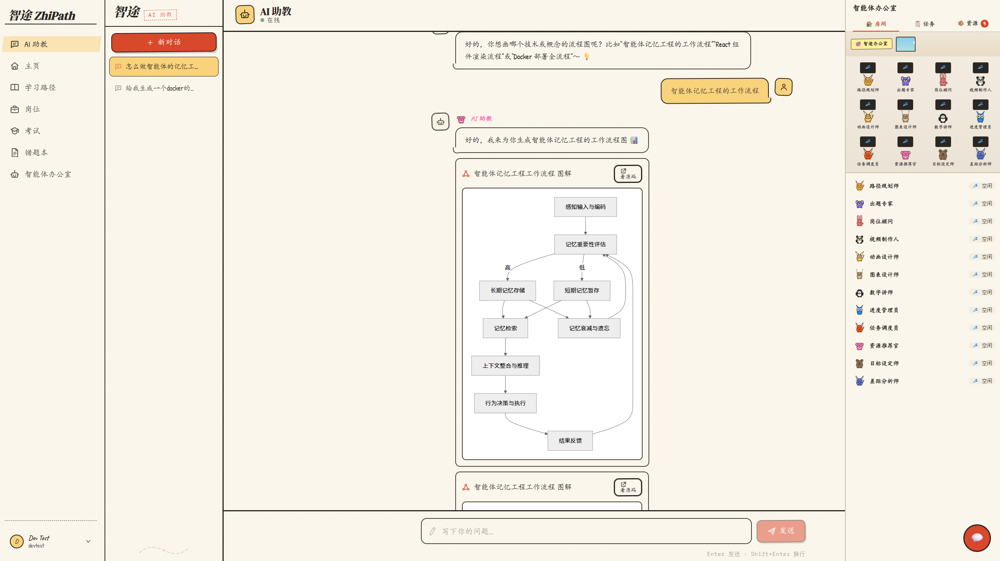 智途 ZhiPath
AI 助教
主页
学习路径
岗位
考试
错题本
智能体办公室
D
Dev Test
devtest
智途
AI 助教
+ 新对话
怎么做智能体的记忆工...
给我生成一个docker的...
AI 助教
在线
好的，你想画哪个技术或概念的流程图呢？比如“智能体记忆工程的工作流程”“React 组
件渲染流程”或“Docker 部署全流程”～ 💡
智能体记忆工程的工作流程
AI 助教
好的，我来为你生成智能体记忆工程的工作流程图 📊
智能体记忆工程工作流程 图解
看源码
感知输入与编码
记忆重要性评估
高
低
长期记忆存储
短期记忆暂存
记忆检索
记忆衰减与遗忘
上下文整合与推理
行为决策与执行
结果反馈
智能体记忆工程工作流程 图解
看源码
写下你的问题...
发送
Enter 发送 · Shift+Enter 换行
智能体办公室
🏠 房间
📋 任务
📦 资源 9
🎯 智途办公室
💤 💤 💤 💤
路径规划师 出题专家 岗位顾问 视频制作人
💤 💤 💤 💤
动画设计师 图表设计师 数字讲师 进度管理员
💤 💤 💤 💤
任务调度员 资源推荐官 目标设定师 差距分析师
路径规划师 💤 空闲
出题专家 💤 空闲
岗位顾问 💤 空闲
视频制作人 💤 空闲
动画设计师 💤 空闲
图表设计师 💤 空闲
数字讲师 💤 空闲
进度管理员 💤 空闲
任务调度员 💤 空闲
资源推荐官 💤 空闲
目标设定师 💤 空闲
差距分析师 💤 空闲